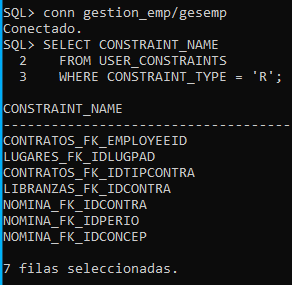 SQL> conn gestion_emp/gesemp
Conectado.
SQL> SELECT CONSTRAINT_NAME
  2    FROM USER_CONSTRAINTS
  3    WHERE CONSTRAINT_TYPE = 'R';
CONSTRAINT_NAME
------------------------------
CONTRATOS_FK_EMPLOYEEID
LUGARES_FK_IDLUGPAD
CONTRATOS_FK_IDTIPCONTRA
LIBRANZAS_FK_IDCONTRA
NOMINA_FK_IDCONTRA
NOMINA_FK_IDPERIO
NOMINA_FK_IDCONCEP
7 filas seleccionadas.